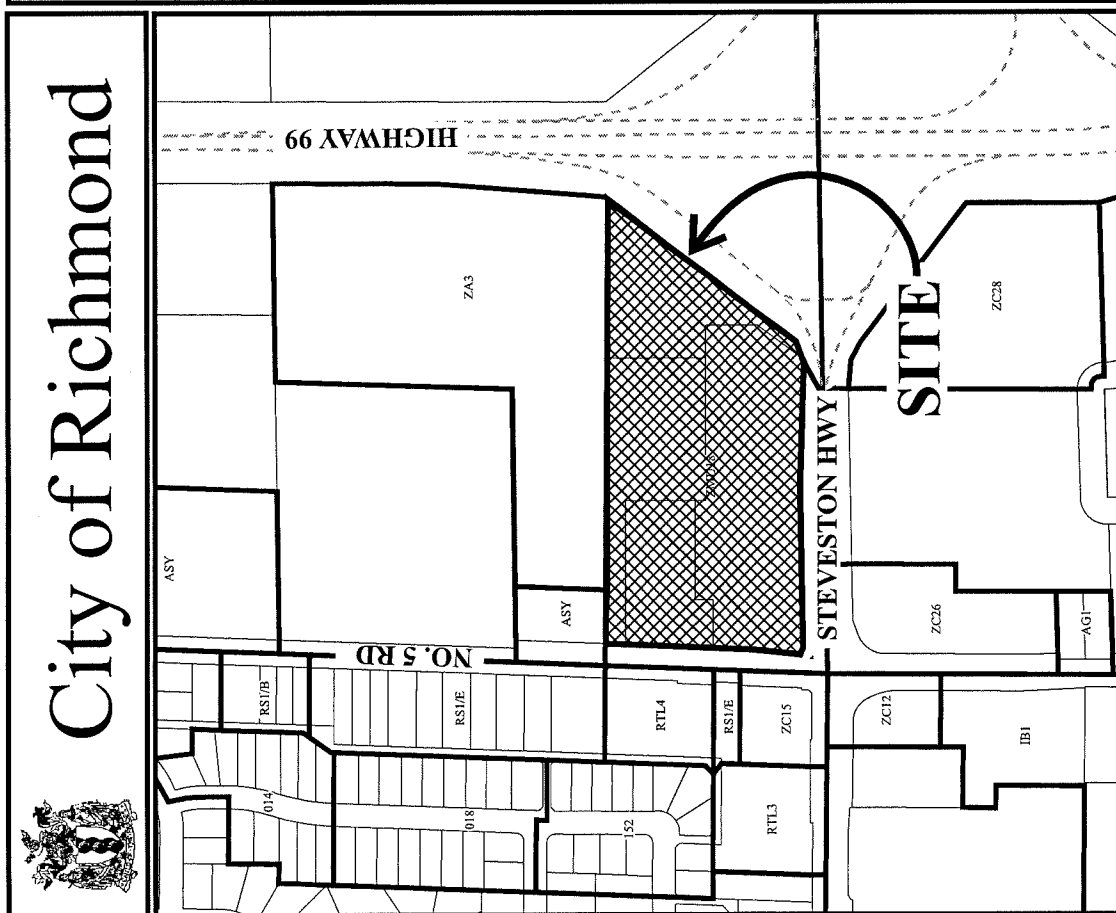 City of Richmond
HIGHWAY 99
ZA3
ZC28
SITE
STEVESTON HWY
ASY
ASY
NO. 5 RD
ZC26
AG1
RS1/B
RS1/E
RTL4
RS1/E
ZC15
ZC12
IB1
014
018
152
RTL3